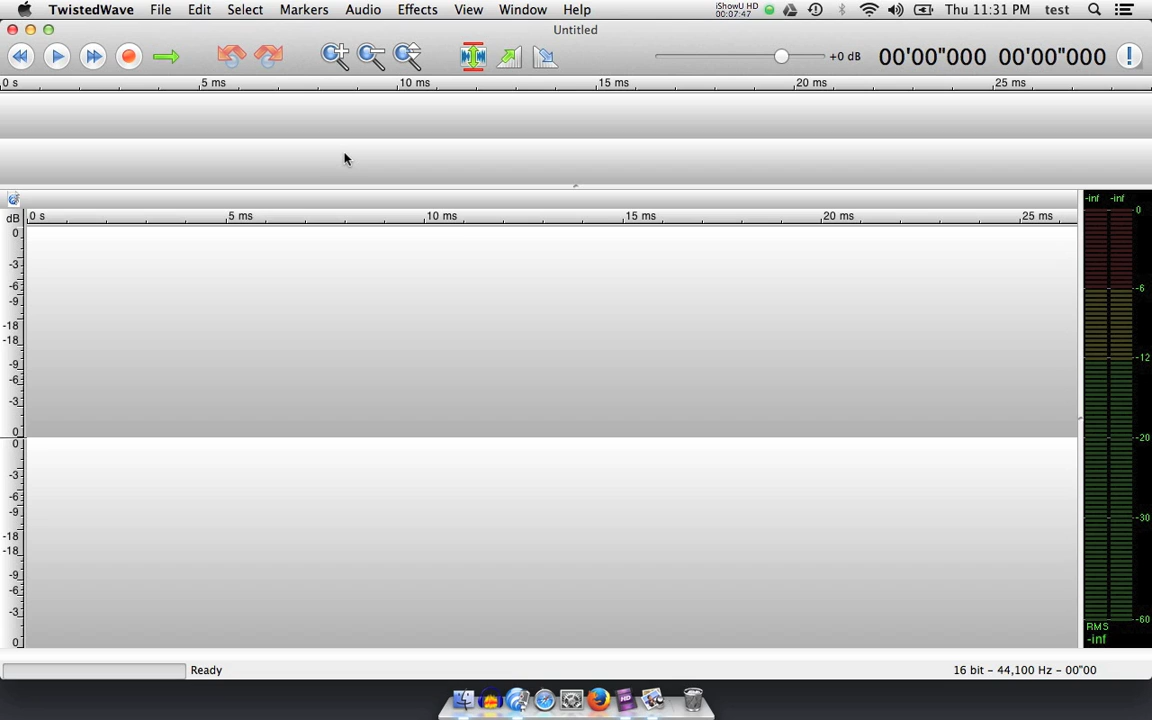 TwistedWave File Edit Select Markers Audio Effects View Window Help iShowU HD 00:07:47 Thu 11:31 PM test
Untitled
+0 dB 00'00"000 00'00"000
0 s 5 ms 10 ms 15 ms 20 ms 25 ms
dB 0 s 5 ms 10 ms 15 ms 20 ms 25 ms
-inf -inf
0
-3
-6
-9
-18
-18
-9
-6
-3
0
0
-3
-6
-9
-18
-18
-9
-6
-3
0
0
-6
-12
-20
-30
-60
RMS
-inf
Ready 16 bit – 44,100 Hz – 00"00
HD